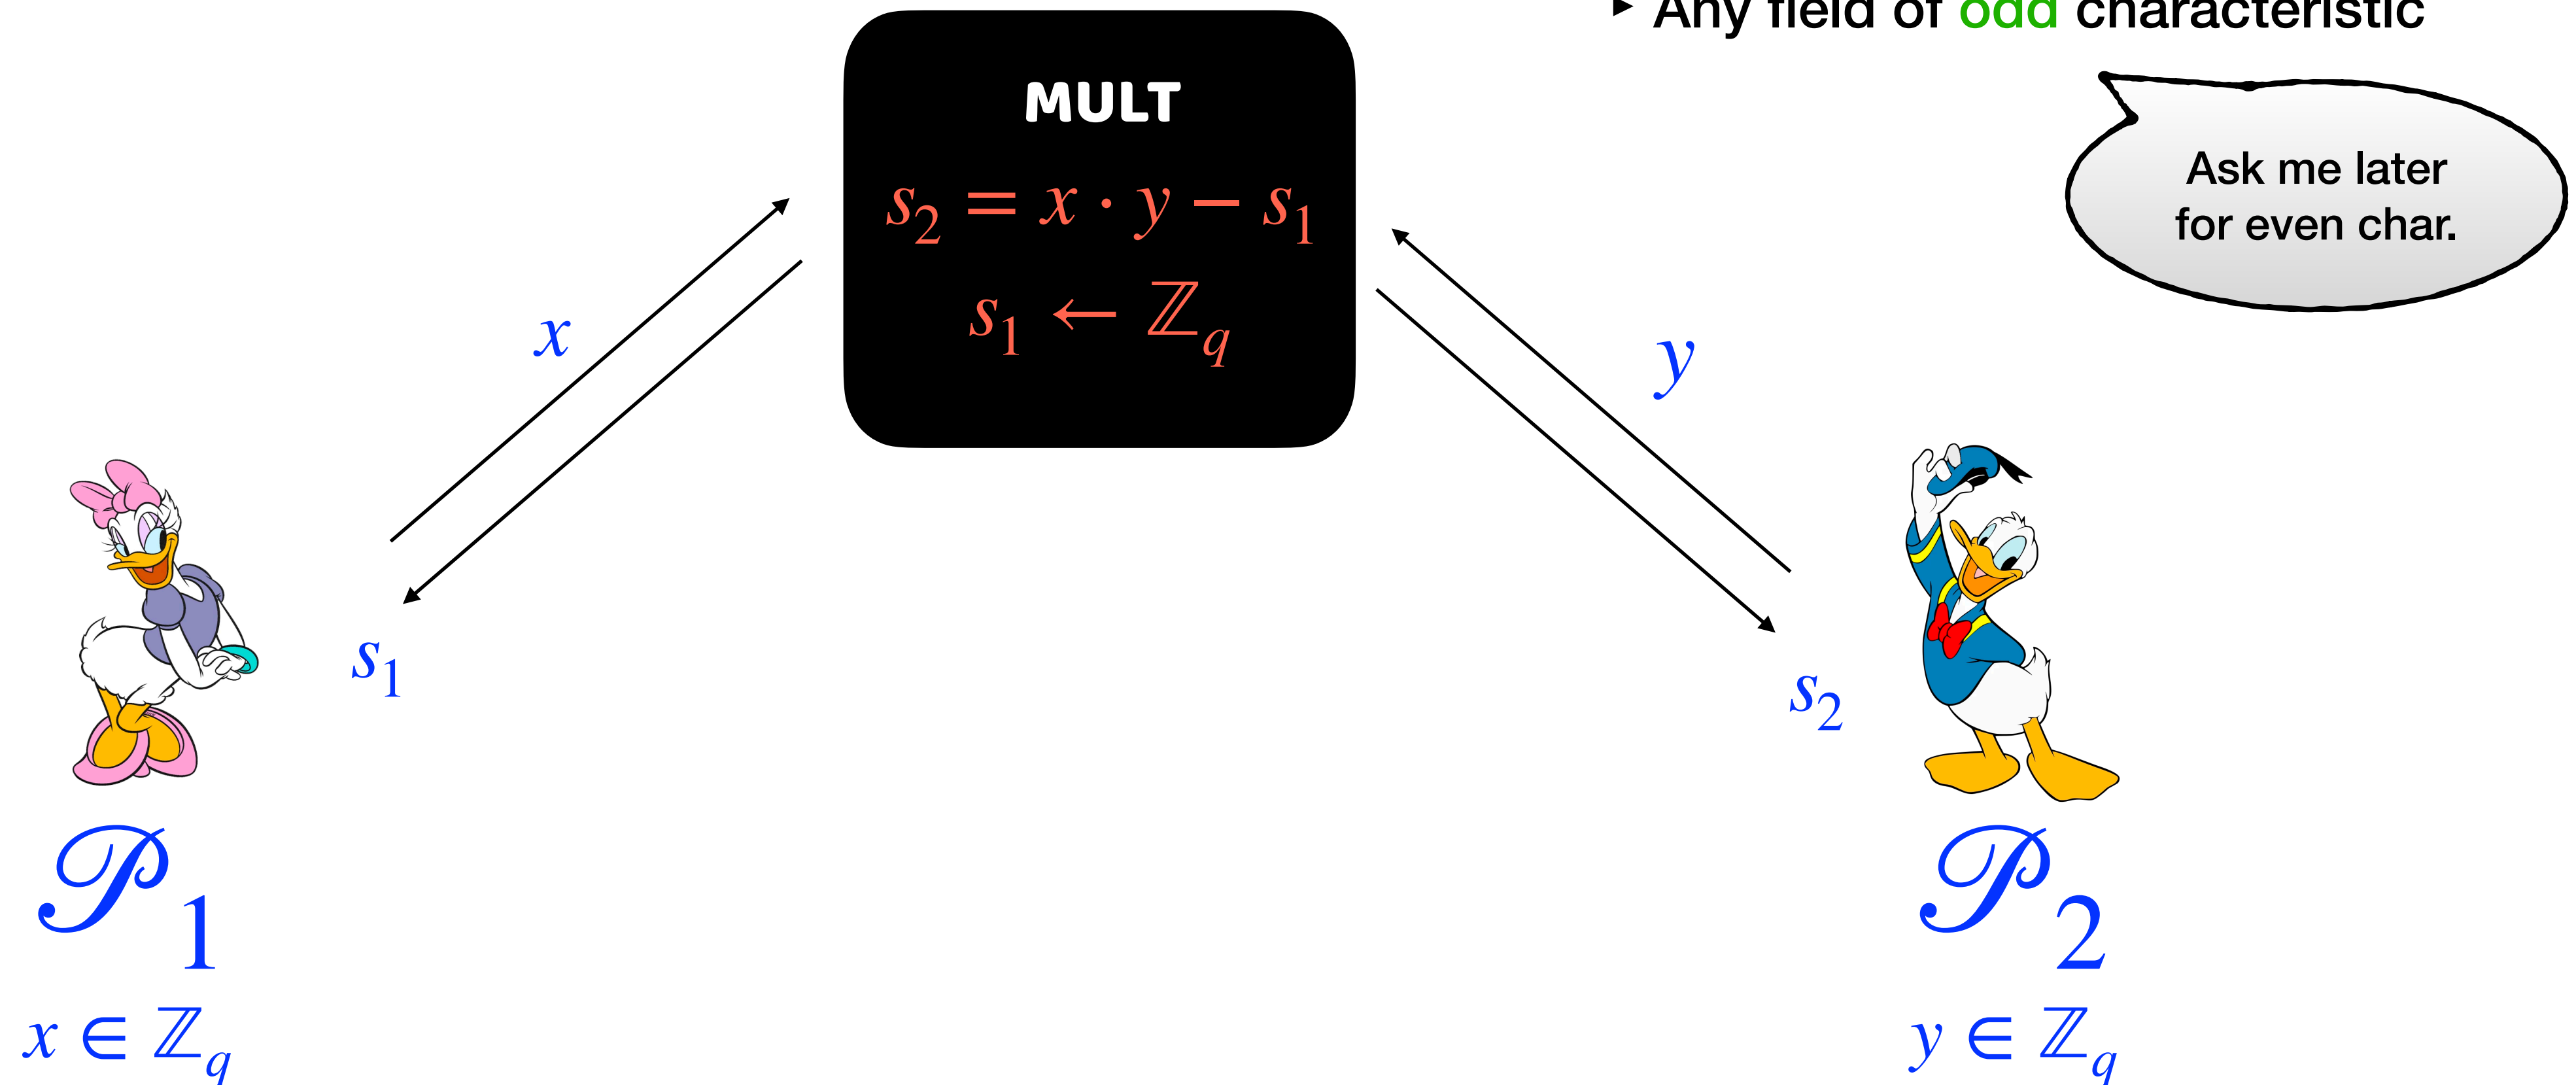 ▸ Any field of odd characteristic
Ask me later
for even char.
MULT
s₂ = x · y − s₁
s₁ ← ℤ_q
x
y
s₁
s₂
𝒫₁
𝒫₂
x ∈ ℤ_q
y ∈ ℤ_q